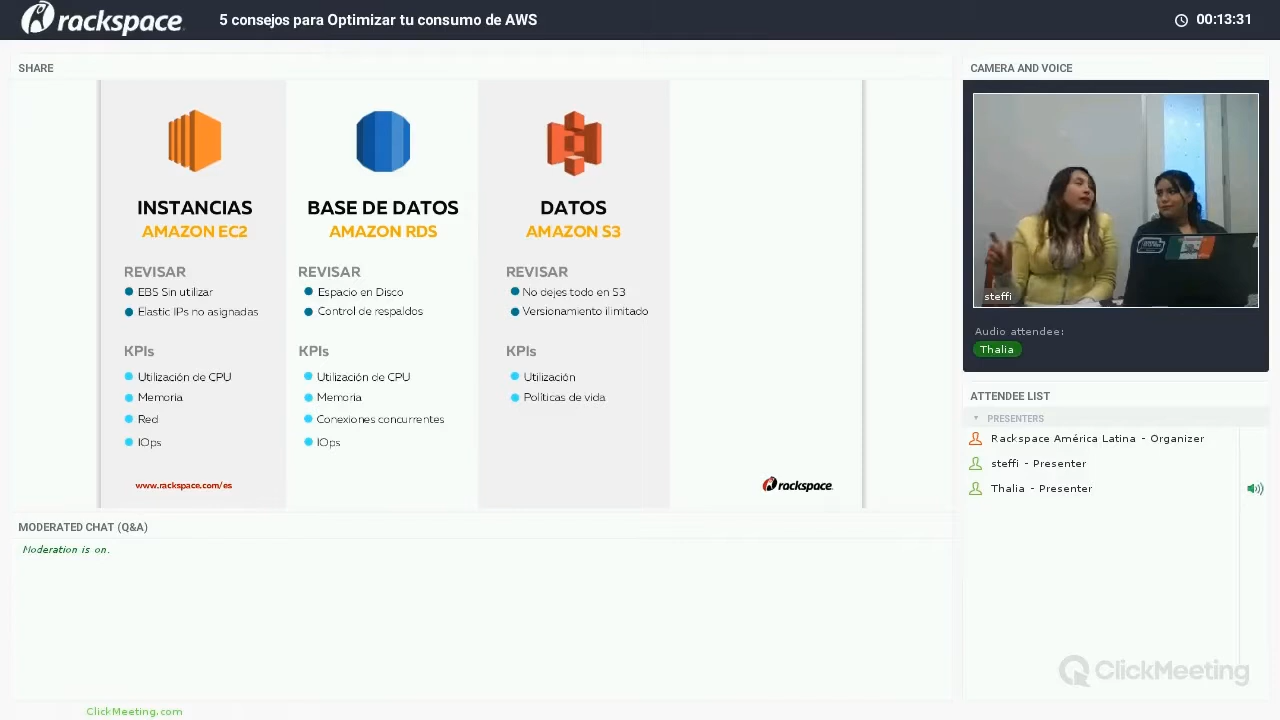 rackspace
5 consejos para Optimizar tu consumo de AWS
00:13:31
SHARE
INSTANCIAS
AMAZON EC2
REVISAR
EBS Sin utilizar
Elastic IPs no asignadas
KPIs
Utilización de CPU
Memoria
Red
IOps
www.rackspace.com/es
BASE DE DATOS
AMAZON RDS
REVISAR
Espacio en Disco
Control de respaldos
KPIs
Utilización de CPU
Memoria
Conexiones concurrentes
IOps
DATOS
AMAZON S3
REVISAR
No dejes todo en S3
Versionamiento ilimitado
KPIs
Utilización
Políticas de vida
rackspace
MODERATED CHAT (Q&A)
Moderation is on.
CAMERA AND VOICE
steffi
Audio attendee:
Thalia
ATTENDEE LIST
PRESENTERS
Rackspace América Latina - Organizer
steffi - Presenter
Thalia - Presenter
ClickMeeting
ClickMeeting.com